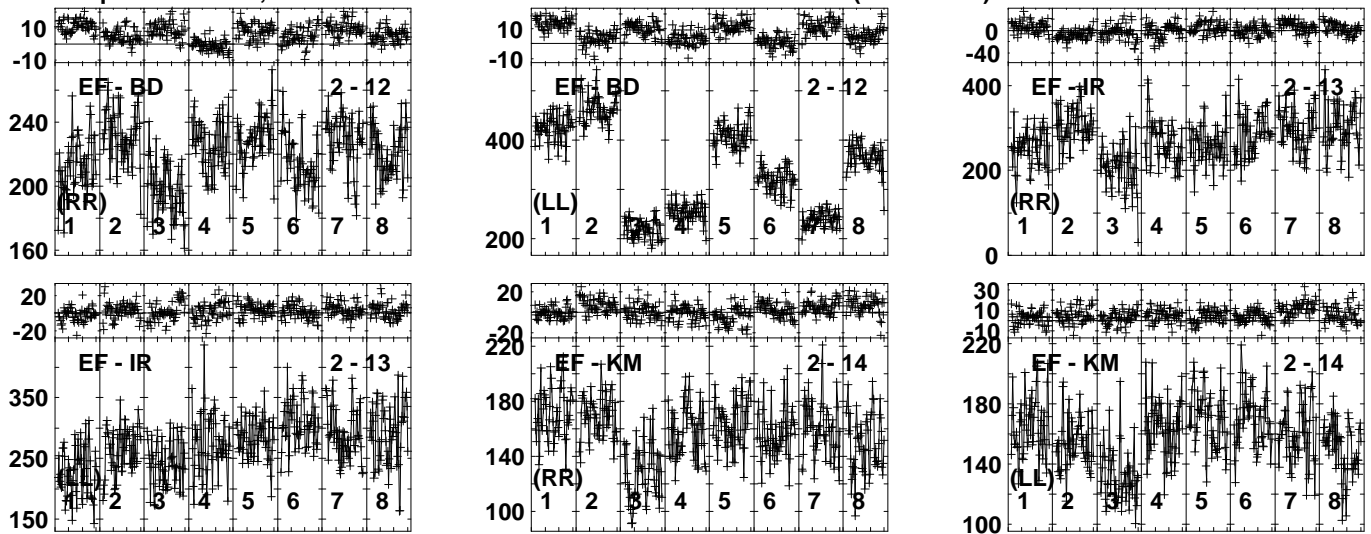 10
-10
EF - BD 2 - 12
240
200
(RR)
1 2 3 4 5 6 7 8
160
10
-10
EF - BD 2 - 12
400
(LL)
1 2 3 4 5 6 7 8
200
0
-40
EF - IR 2 - 13
400
200
(RR)
1 2 3 4 5 6 7 8
0
20
-20
EF - IR 2 - 13
350
250
(LL)
1 2 3 4 5 6 7 8
150
20
-20
220
EF - KM 2 - 14
180
140
(RR)
1 2 3 4 5 6 7 8
100
30
10
-10
220
EF - KM 2 - 14
180
140
(LL)
1 2 3 4 5 6 7 8
100